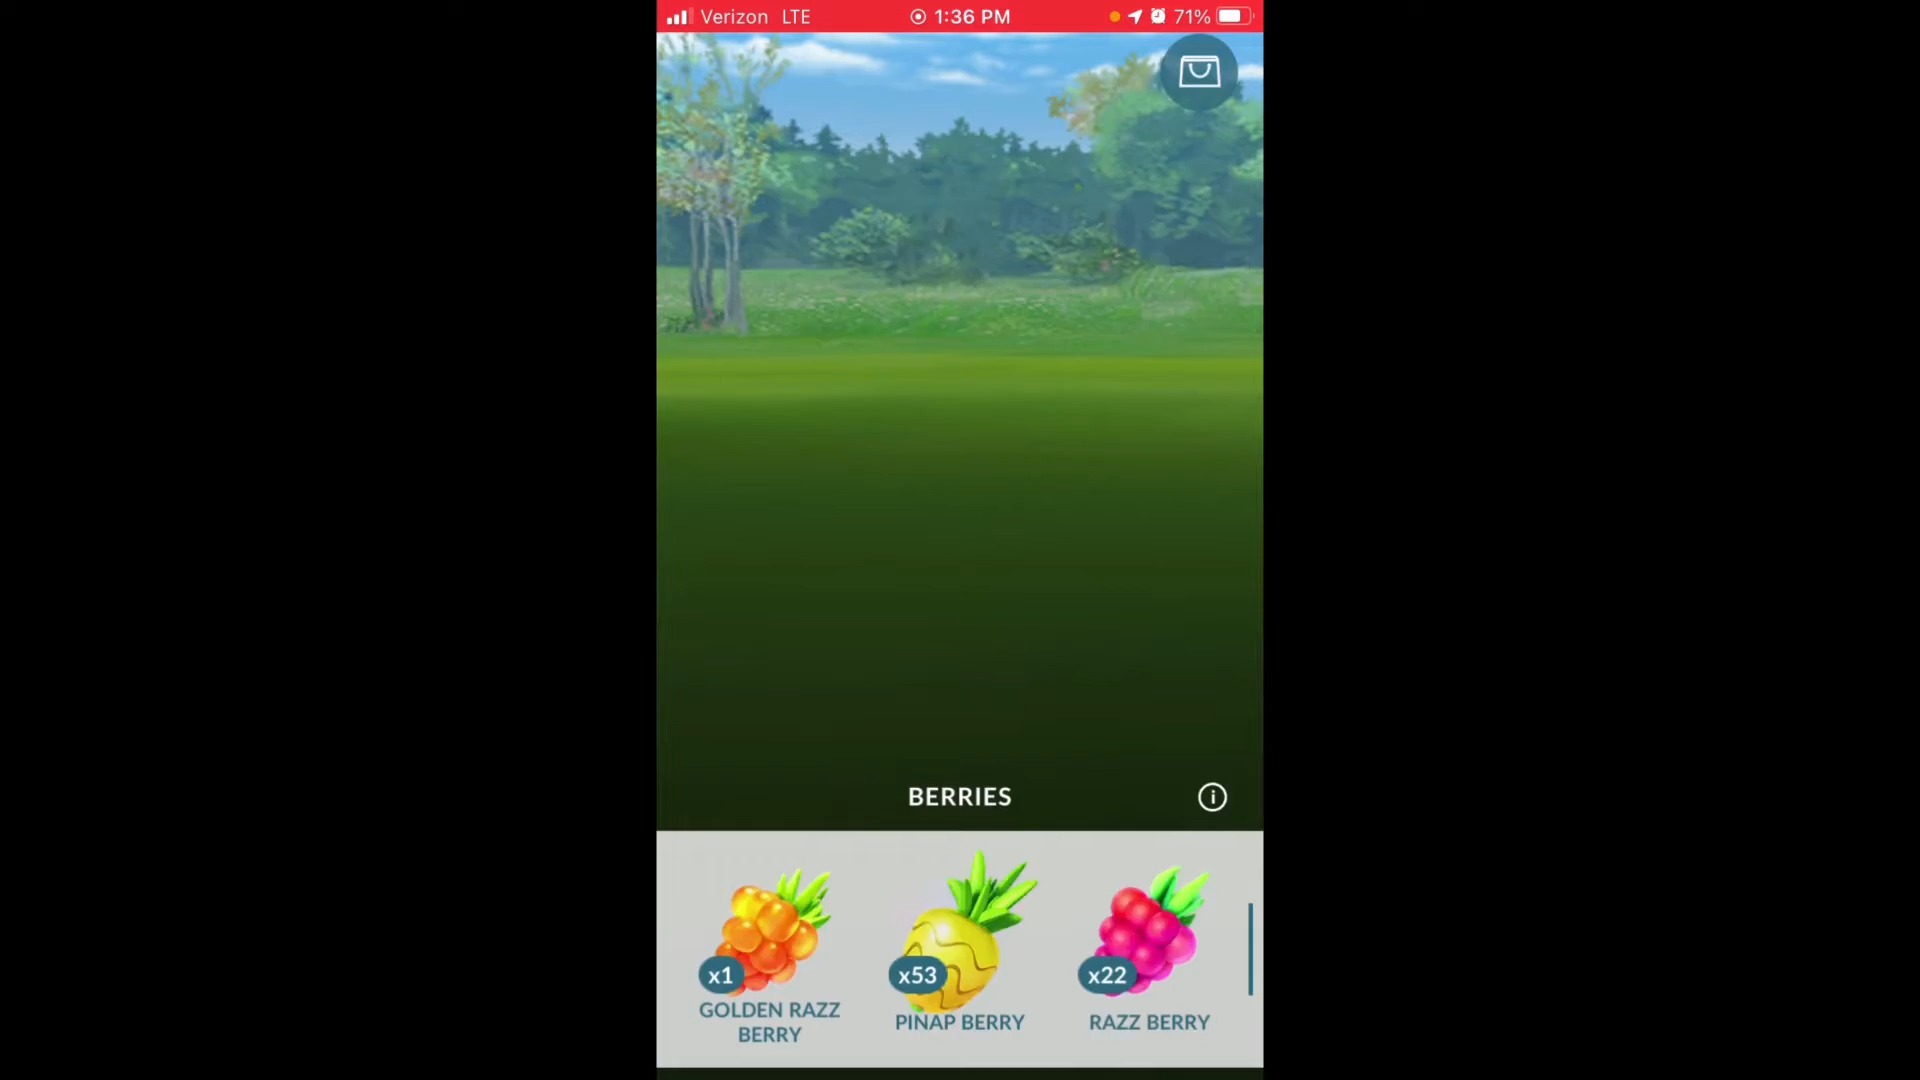 Verizon LTE 1:36 PM 71%
BERRIES
x1 x53 x22
GOLDEN RAZZ BERRY
PINAP BERRY
RAZZ BERRY